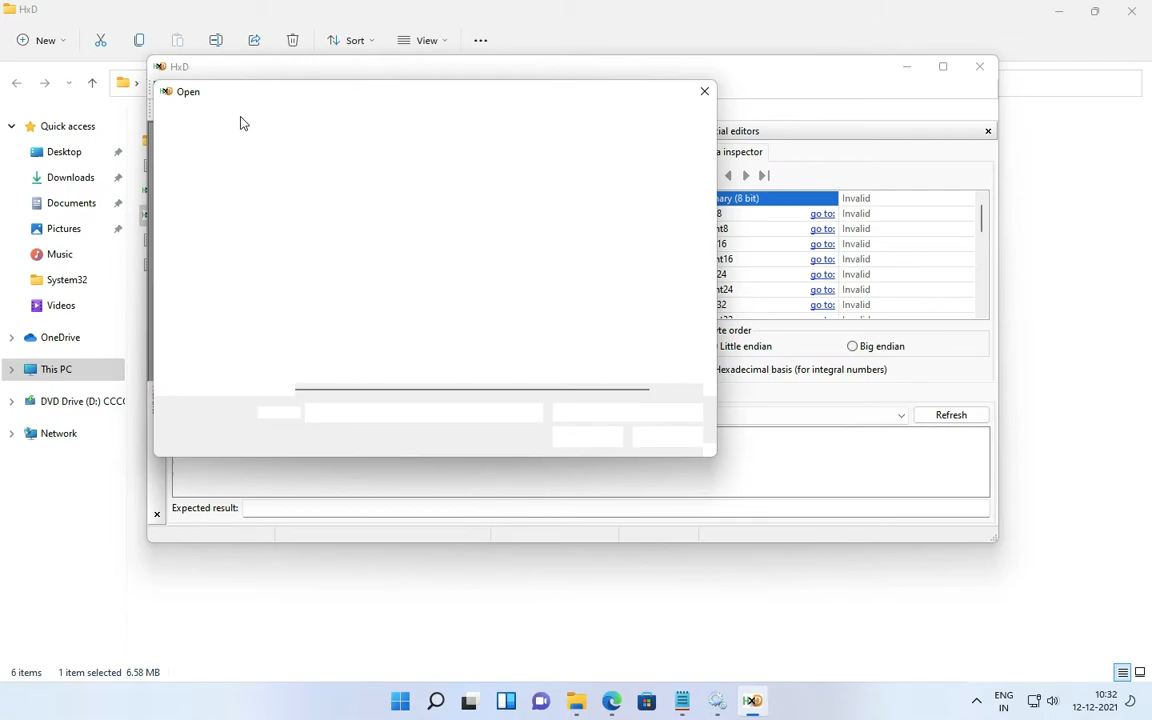 HxD
New
Sort
View
HxD
Open
Quick access
Desktop
Downloads
Documents
Pictures
Music
System32
Videos
OneDrive
This PC
DVD Drive (D:) CCC
Network
ial editors
a inspector
ary (8 bit) Invalid
8 go to: Invalid
nt8 go to: Invalid
16 go to: Invalid
nt16 go to: Invalid
24 go to: Invalid
nt24 go to: Invalid
32 go to: Invalid
te order
Little endian Big endian
Hexadecimal basis (for integral numbers)
Refresh
Expected result:
6 items 1 item selected 6.58 MB
ENG
IN
10:32
12-12-2021